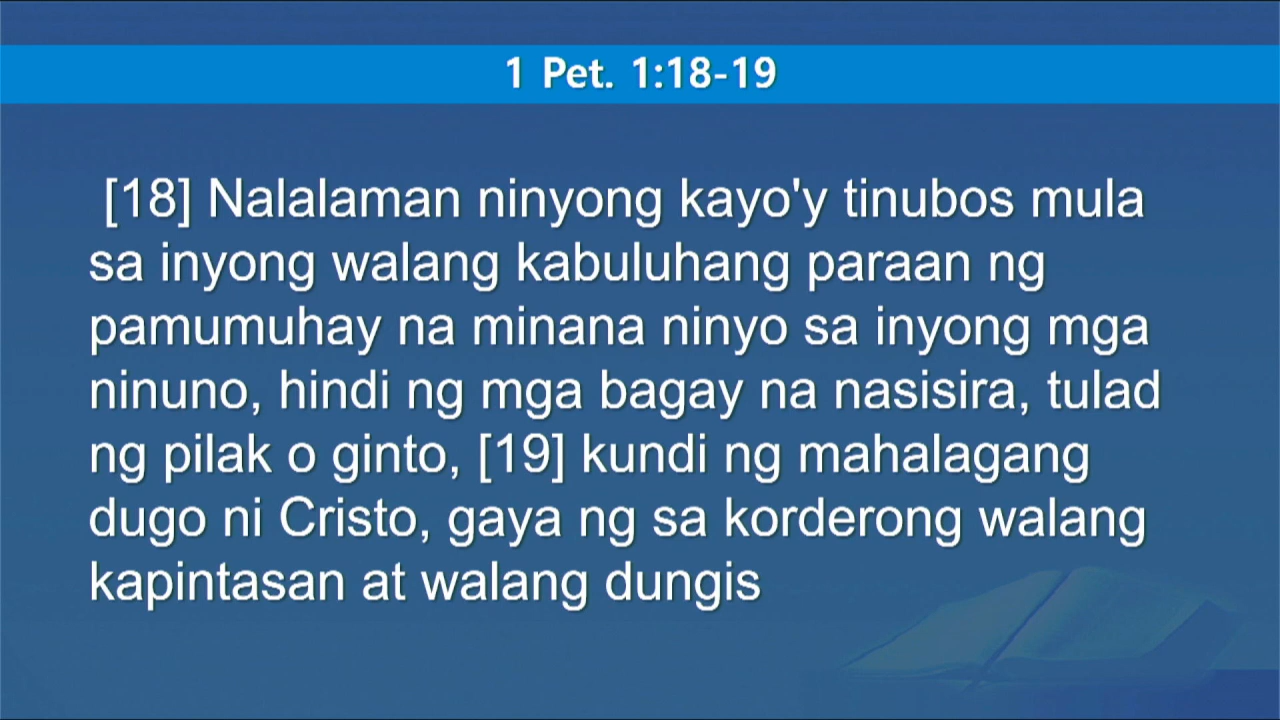 1 Pet. 1:18-19
[18] Nalalaman ninyong kayo'y tinubos mula
sa inyong walang kabuluhang paraan ng
pamumuhay na minana ninyo sa inyong mga
ninuno, hindi ng mga bagay na nasisira, tulad
ng pilak o ginto, [19] kundi ng mahalagang
dugo ni Cristo, gaya ng sa korderong walang
kapintasan at walang dungis